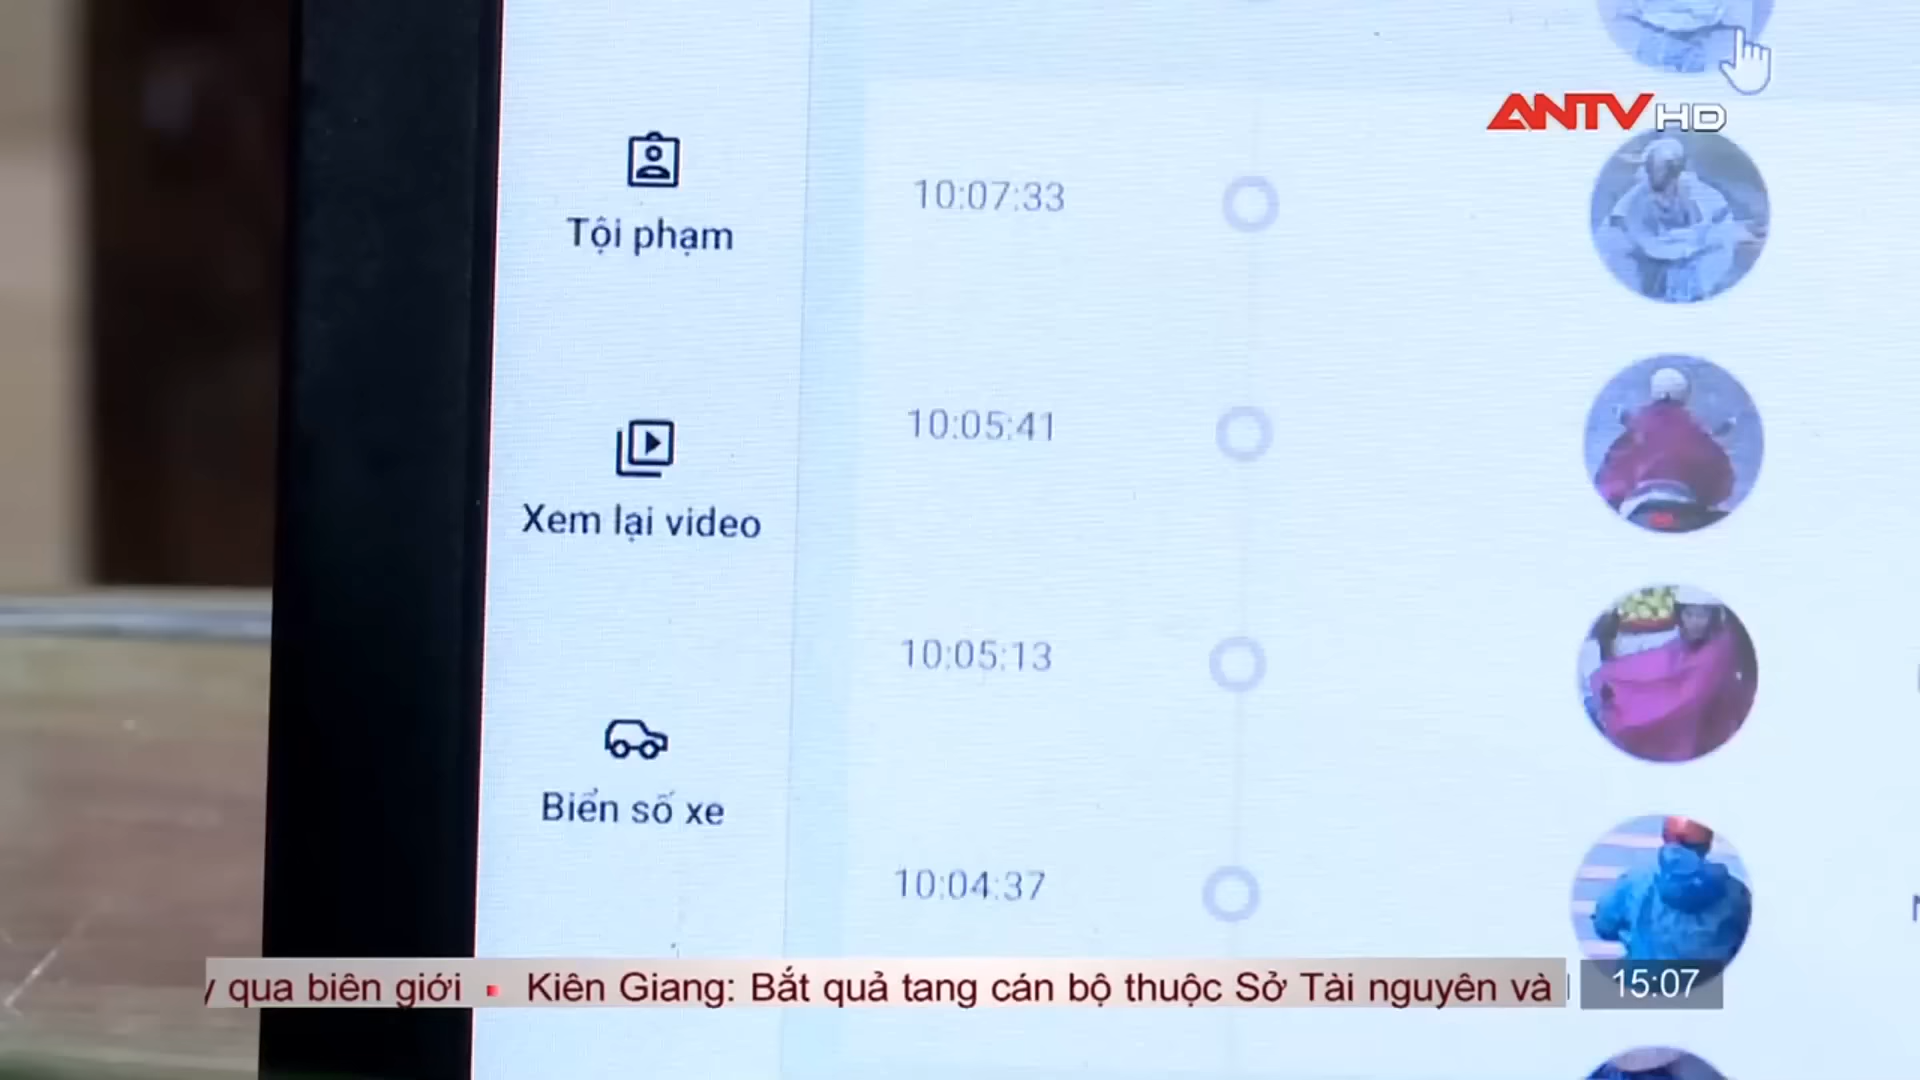 ANTV HD
10:07:33
Tội phạm
10:05:41
Xem lại video
10:05:13
Biển số xe
10:04:37
qua biên giới ▪ Kiên Giang: Bắt quả tang cán bộ thuộc Sở Tài nguyên và
15:07